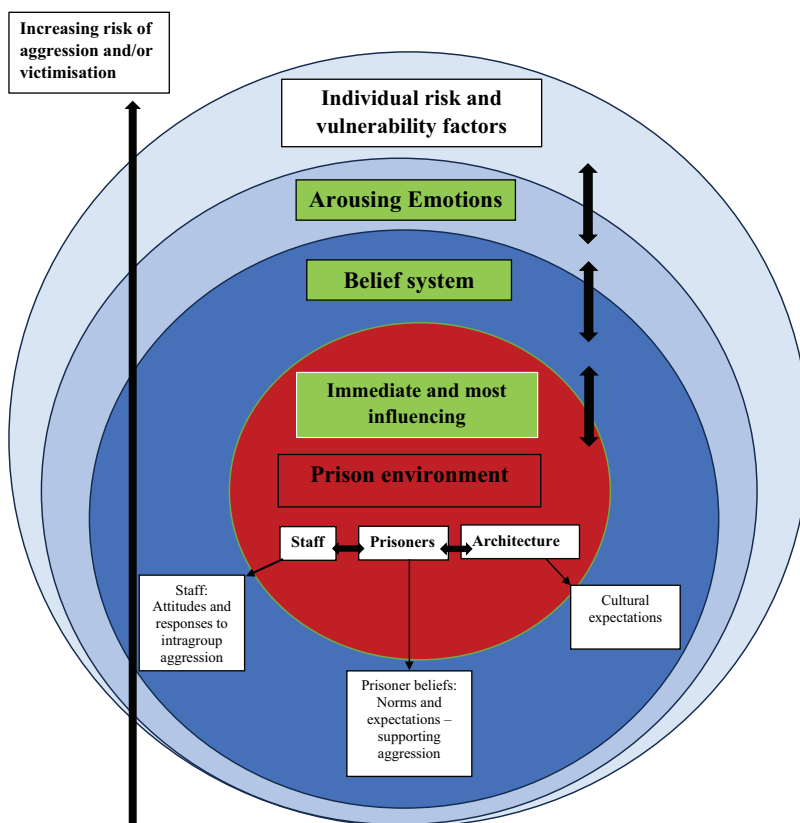 Increasing risk of
aggression and/or
victimisation
Individual risk and
vulnerability factors
Arousing Emotions
Belief system
Immediate and most
influencing
Prison environment
Staff
Prisoners
Architecture
Staff:
Attitudes and
responses to
intragroup
aggression
Cultural
expectations
Prisoner beliefs:
Norms and
expectations –
supporting
aggression